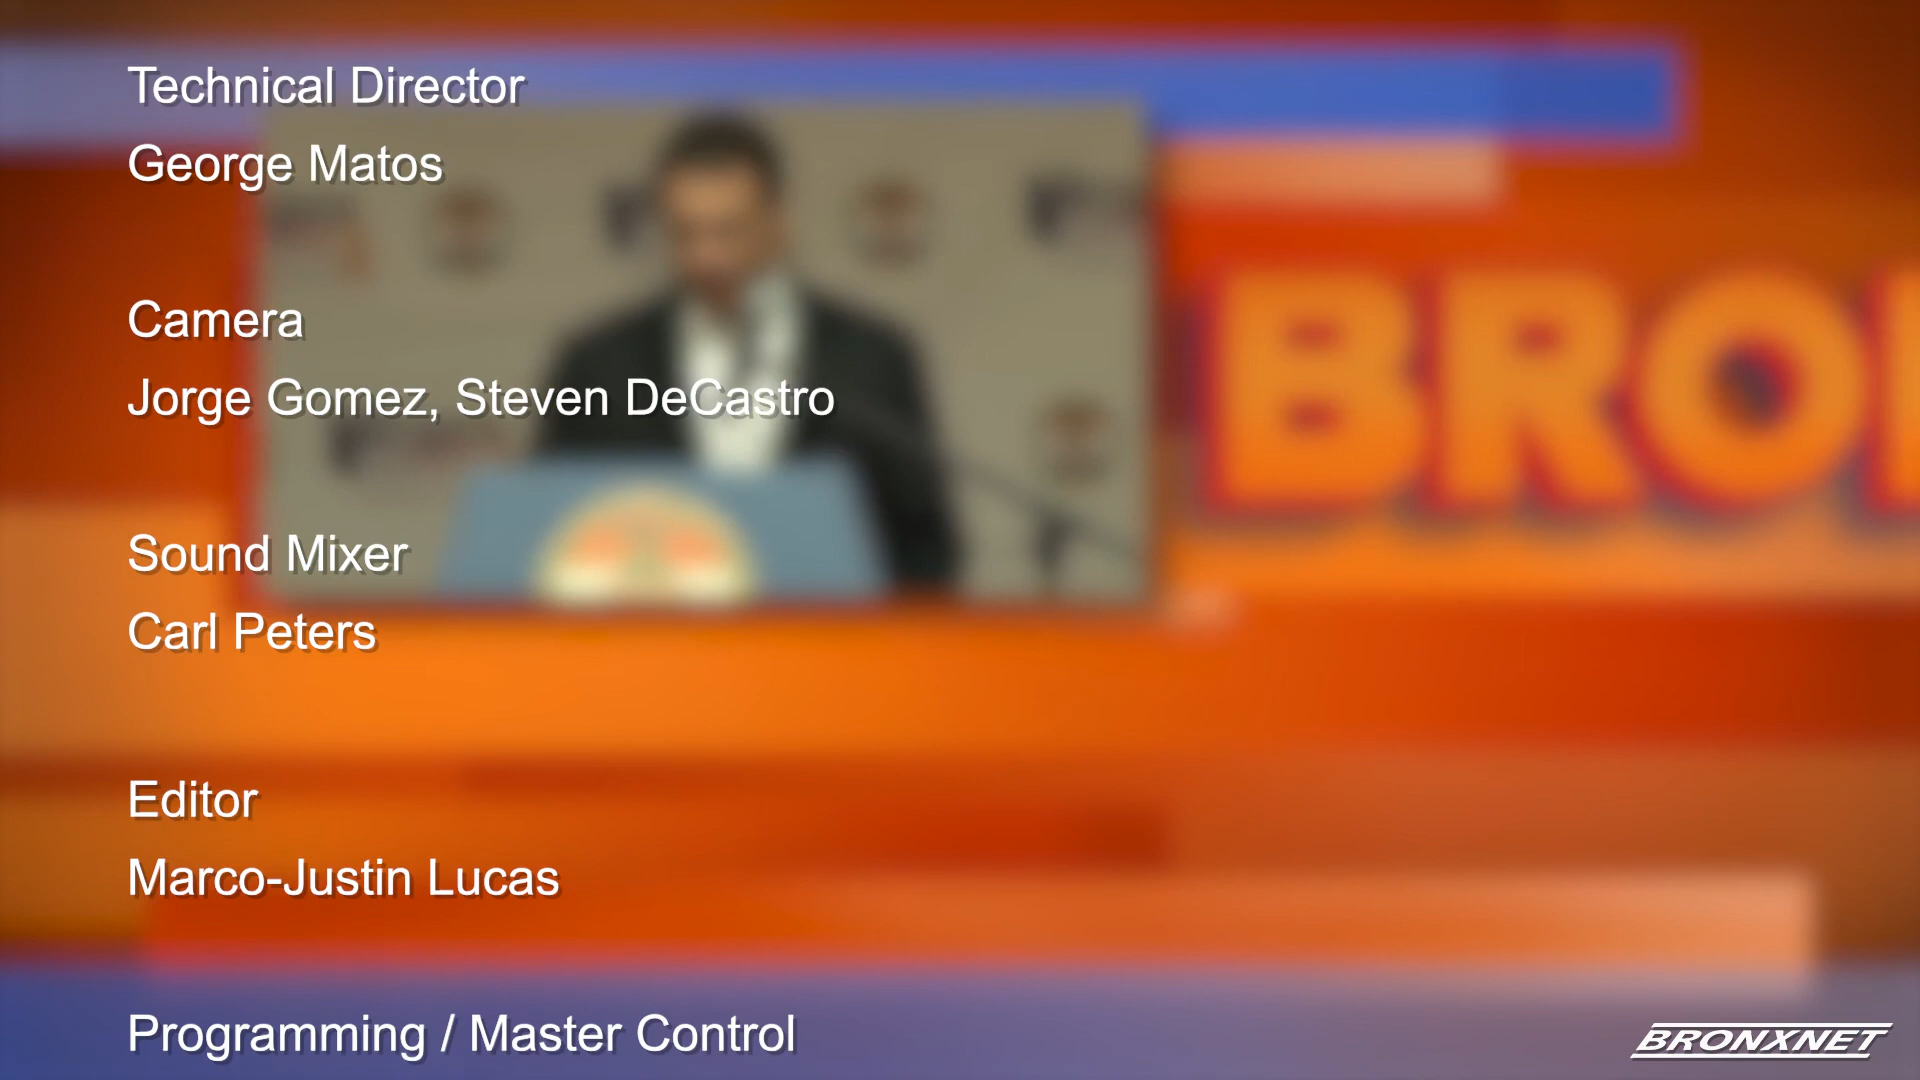 Technical Director
George Matos
Camera
Jorge Gomez, Steven DeCastro
Sound Mixer
Carl Peters
Editor
Marco-Justin Lucas
Programming / Master Control
BRO
BRONXNET